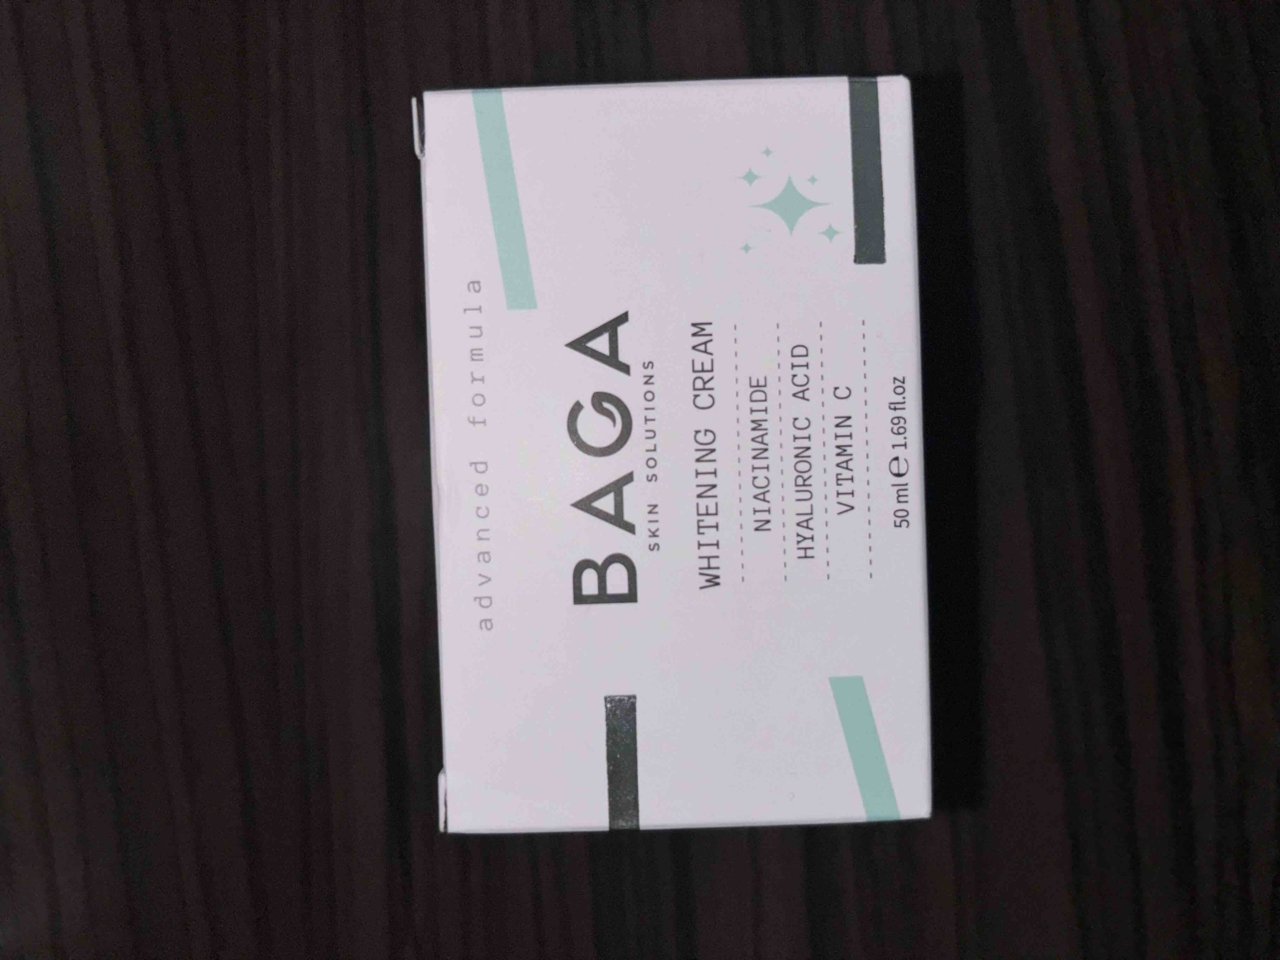 advanced formula
BAGA
SKIN SOLUTIONS
WHITENING CREAM
NIACINAMIDE
HYALURONIC ACID
VITAMIN C
50 ml ℮ 1.69 fl.oz